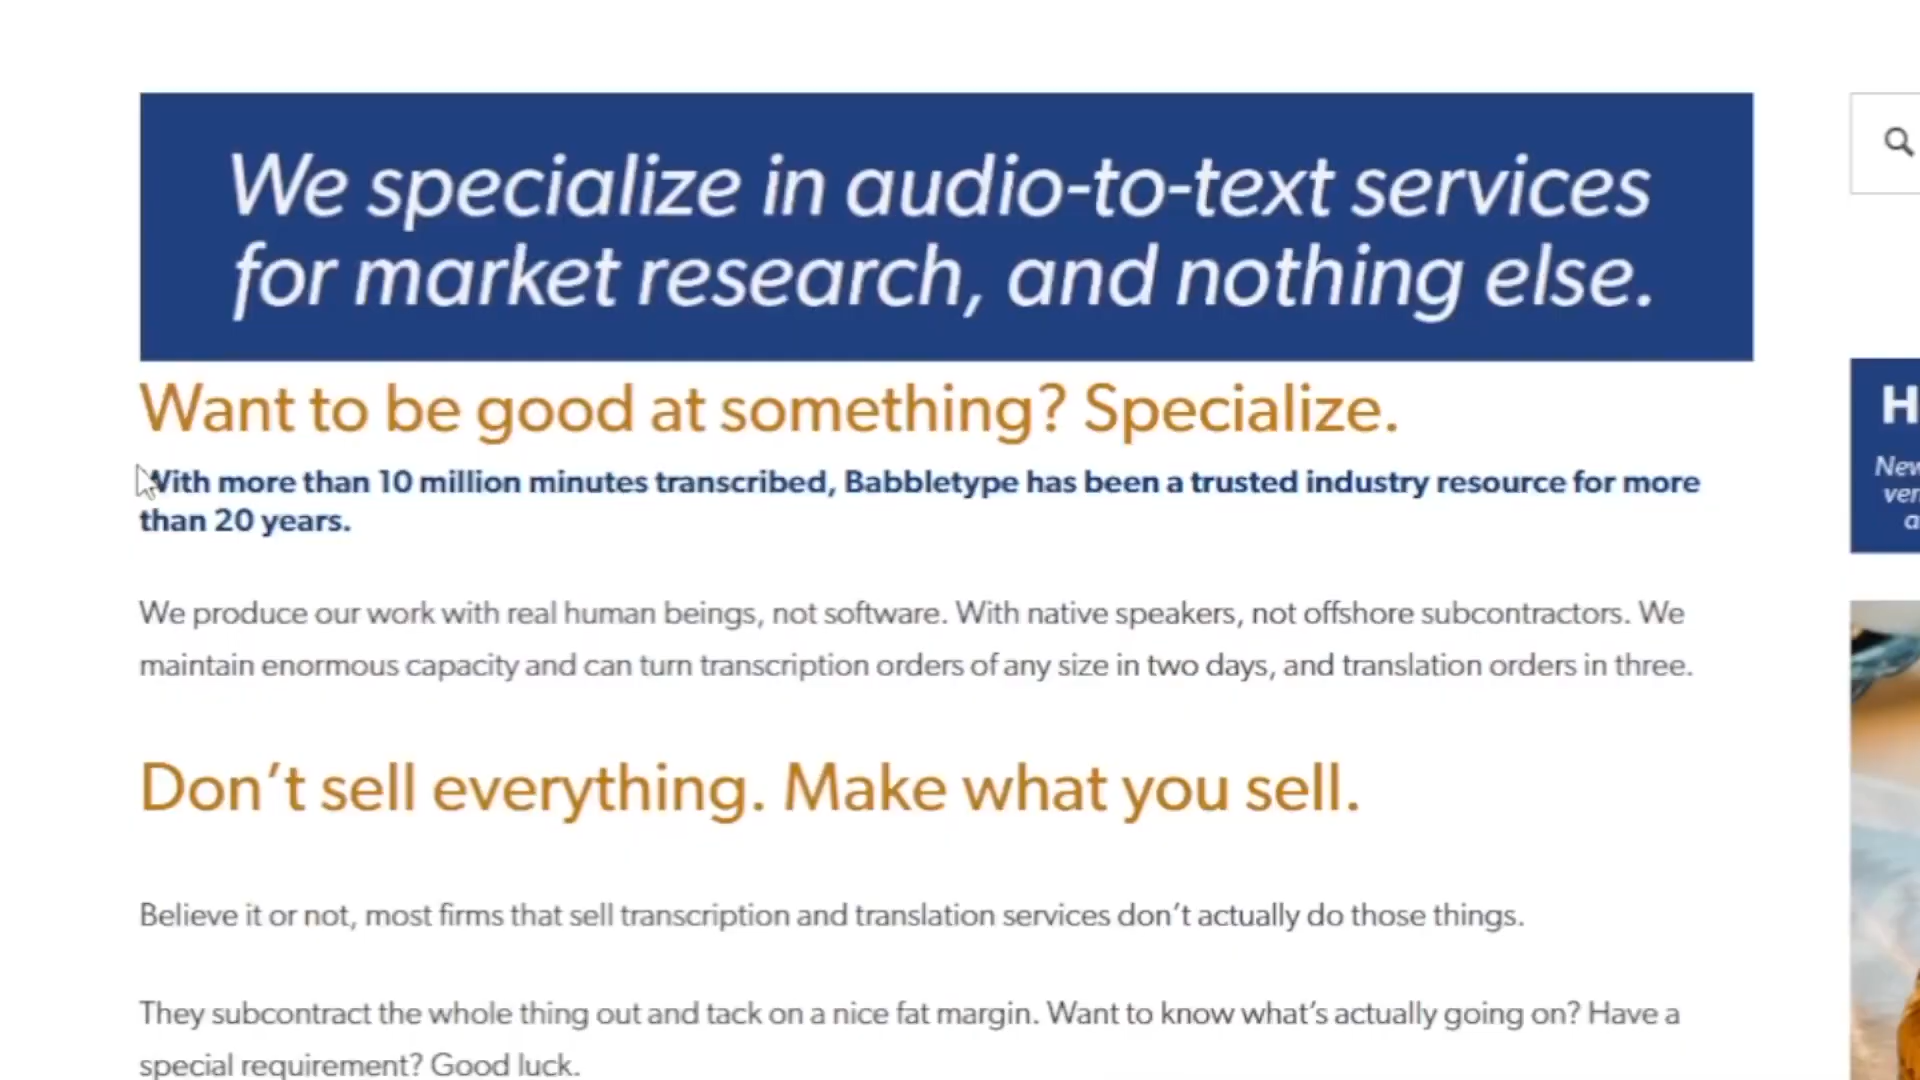 We specialize in audio-to-text services
for market research, and nothing else.
Want to be good at something? Specialize.
With more than 10 million minutes transcribed, Babbletype has been a trusted industry resource for more
than 20 years.
We produce our work with real human beings, not software. With native speakers, not offshore subcontractors. We
maintain enormous capacity and can turn transcription orders of any size in two days, and translation orders in three.
Don't sell everything. Make what you sell.
Believe it or not, most firms that sell transcription and translation services don't actually do those things.
They subcontract the whole thing out and tack on a nice fat margin. Want to know what's actually going on? Have a
special requirement? Good luck.